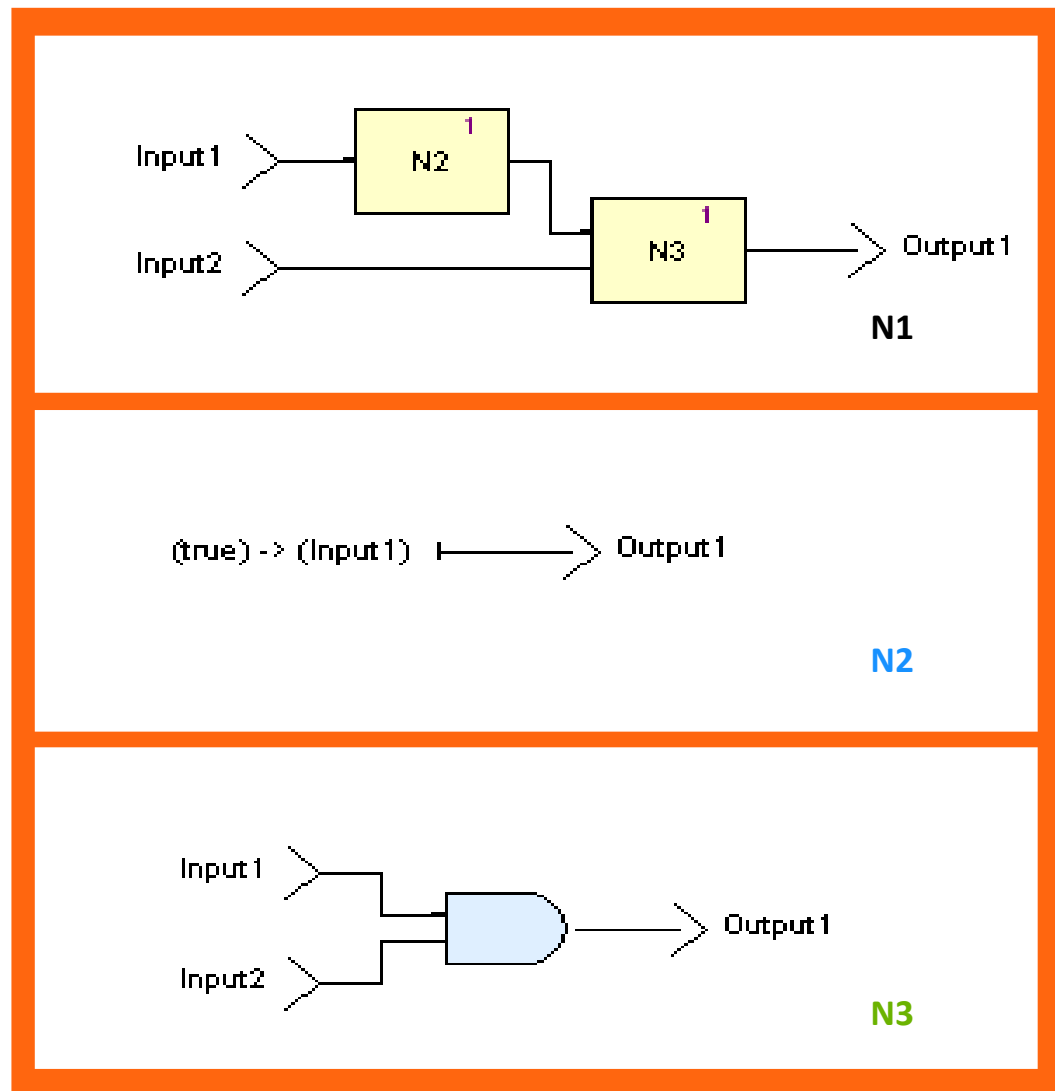 1
Input1
N2
1
Input2
N3
Output1
N1
(true) -> (Input1)
Output1
N2
Input1
Output1
Input2
N3